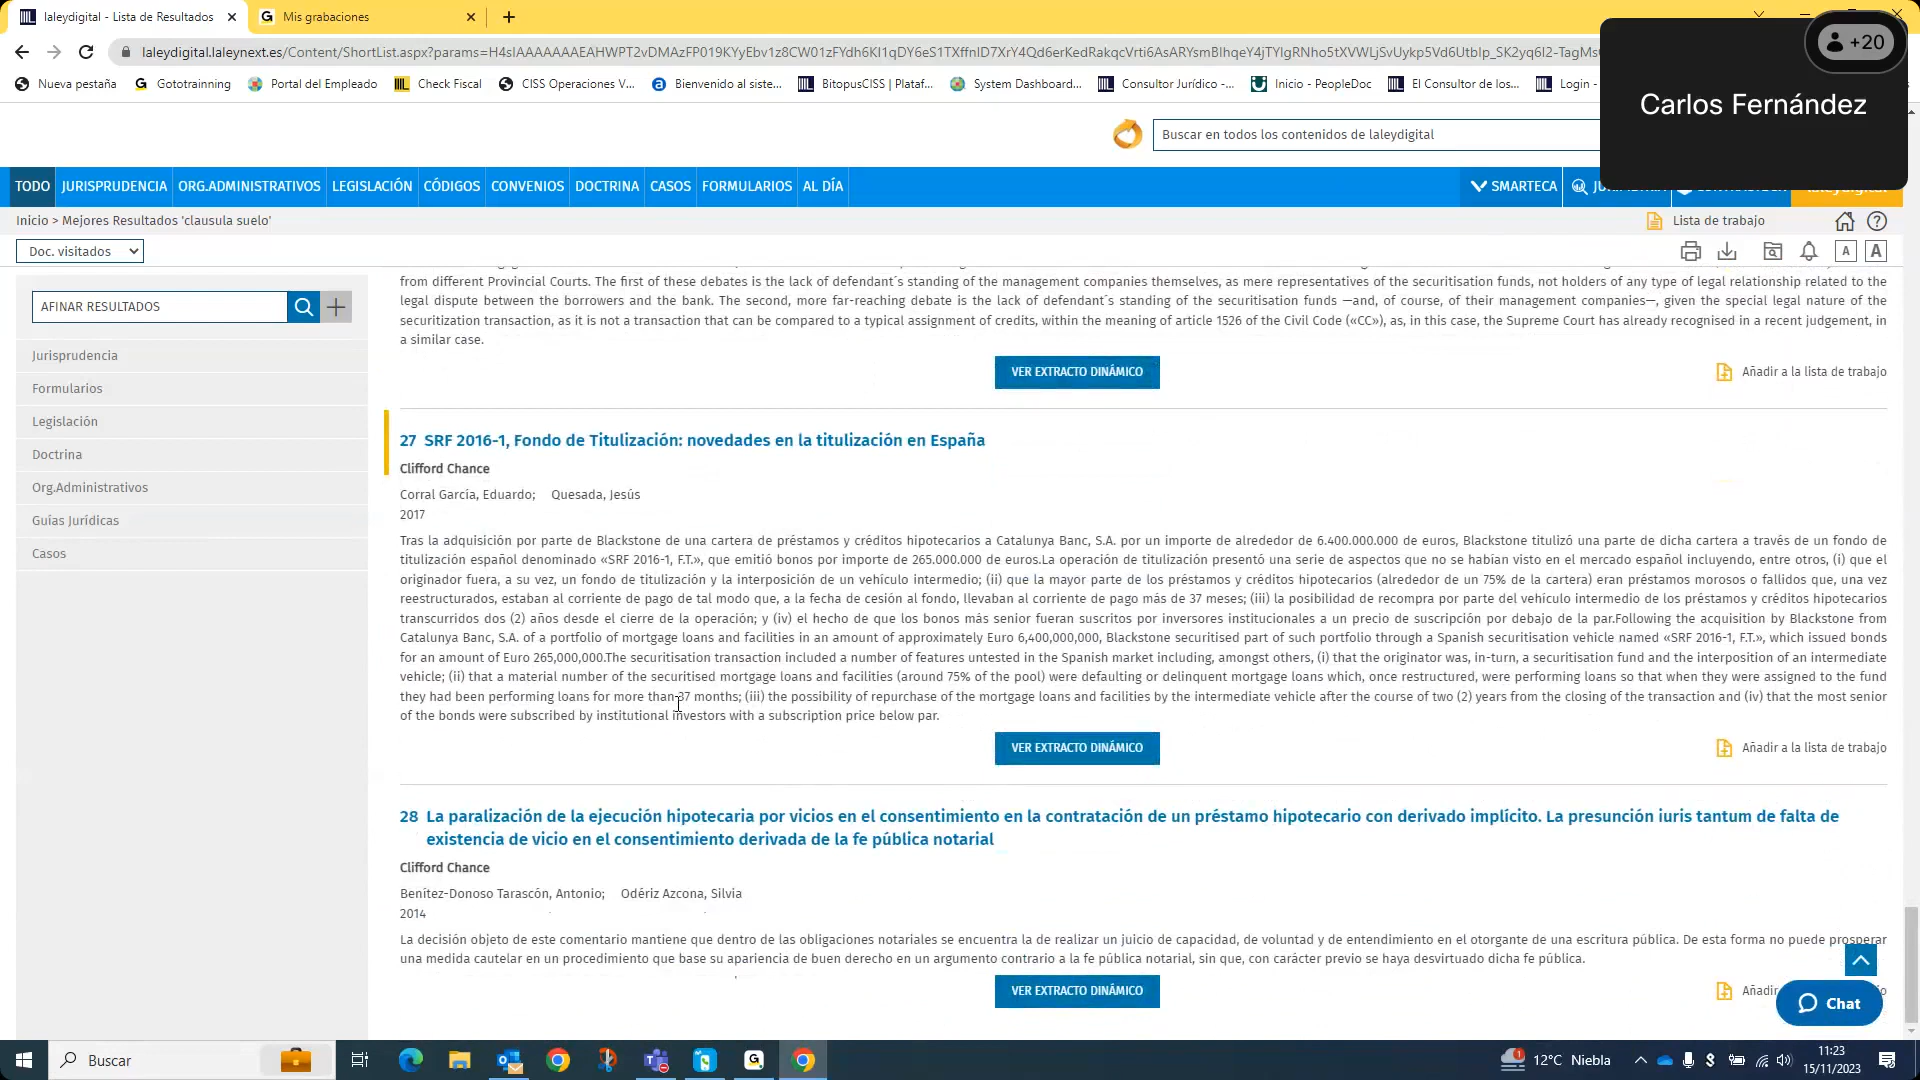 laleydigital - Lista de Resultados
Mis grabaciones
laleydigital.laleynext.es/Content/ShortList.aspx?params=
+20
Carlos Fernández
Nueva pestaña
Gototrainning
Portal del Empleado
Check Fiscal
CISS Operaciones V...
Bienvenido al siste...
BitopusCISS | Plataf...
System Dashboard...
Consultor Jurídico -...
Inicio - PeopleDoc
El Consultor de los...
Login -
Buscar en todos los contenidos de laleydigital
TODO
JURISPRUDENCIA
ORG.ADMINISTRATIVOS
LEGISLACIÓN
CÓDIGOS
CONVENIOS
DOCTRINA
CASOS
FORMULARIOS
AL DÍA
SMARTECA
Inicio > Mejores Resultados 'clausula suelo'
Lista de trabajo
Doc. visitados
A
A
AFINAR RESULTADOS
Jurisprudencia
Formularios
Legislación
Doctrina
Org.Administrativos
Guías Jurídicas
Casos
from different Provincial Courts. The first of these debates is the lack of defendant´s standing of the management companies themselves, as mere representatives of the securitisation funds, not holders of any type of legal relationship related to the
legal dispute between the borrowers and the bank. The second, more far-reaching debate is the lack of defendant´s standing of the securitisation funds —and, of course, of their management companies—, given the special legal nature of the
securitization transaction, as it is not a transaction that can be compared to a typical assignment of credits, within the meaning of article 1526 of the Civil Code («CC»), as, in this case, the Supreme Court has already recognised in a recent judgement, in
a similar case.
VER EXTRACTO DINÁMICO
Añadir a la lista de trabajo
27 SRF 2016-1, Fondo de Titulización: novedades en la titulización en España
Clifford Chance
Corral García, Eduardo; Quesada, Jesús
2017
Tras la adquisición por parte de Blackstone de una cartera de préstamos y créditos hipotecarios a Catalunya Banc, S.A. por un importe de alrededor de 6.400.000.000 de euros, Blackstone titulizó una parte de dicha cartera a través de un fondo de
titulización español denominado «SRF 2016-1, F.T.», que emitió bonos por importe de 265.000.000 de euros.La operación de titulización presentó una serie de aspectos que no se habían visto en el mercado español incluyendo, entre otros, (i) que el
originador fuera, a su vez, un fondo de titulización y la interposición de un vehículo intermedio; (ii) que la mayor parte de los préstamos y créditos hipotecarios (alrededor de un 75% de la cartera) eran préstamos morosos o fallidos que, una vez
reestructurados, estaban al corriente de pago de tal modo que, a la fecha de cesión al fondo, llevaban al corriente de pago más de 37 meses; (iii) la posibilidad de recompra por parte del vehículo intermedio de los préstamos y créditos hipotecarios
transcurridos dos (2) años desde el cierre de la operación; y (iv) el hecho de que los bonos más senior fueran suscritos por inversores institucionales a un precio de suscripción por debajo de la par.Following the acquisition by Blackstone from
Catalunya Banc, S.A. of a portfolio of mortgage loans and facilities in an amount of approximately Euro 6,400,000,000, Blackstone securitised part of such portfolio through a Spanish securitisation vehicle named «SRF 2016-1, F.T.», which issued bonds
for an amount of Euro 265,000,000.The securitisation transaction included a number of features untested in the Spanish market including, amongst others, (i) that the originator was, in-turn, a securitisation fund and the interposition of an intermediate
vehicle; (ii) that a material number of the securitised mortgage loans and facilities (around 75% of the pool) were defaulting or delinquent mortgage loans which, once restructured, were performing loans so that when they were assigned to the fund
they had been performing loans for more than 37 months; (iii) the possibility of repurchase of the mortgage loans and facilities by the intermediate vehicle after the course of two (2) years from the closing of the transaction and (iv) that the most senior
of the bonds were subscribed by institutional investors with a subscription price below par.
VER EXTRACTO DINÁMICO
Añadir a la lista de trabajo
28 La paralización de la ejecución hipotecaria por vicios en el consentimiento en la contratación de un préstamo hipotecario con derivado implícito. La presunción iuris tantum de falta de
existencia de vicio en el consentimiento derivada de la fe pública notarial
Clifford Chance
Benítez-Donoso Tarascón, Antonio; Odériz Azcona, Silvia
2014
La decisión objeto de este comentario mantiene que dentro de las obligaciones notariales se encuentra la de realizar un juicio de capacidad, de voluntad y de entendimiento en el otorgante de una escritura pública. De esta forma no puede prosperar
una medida cautelar en un procedimiento que base su apariencia de buen derecho en un argumento contrario a la fe pública notarial, sin que, con carácter previo se haya desvirtuado dicha fe pública.
VER EXTRACTO DINÁMICO
Añadir
Chat
Buscar
12°C Niebla
11:23
15/11/2023